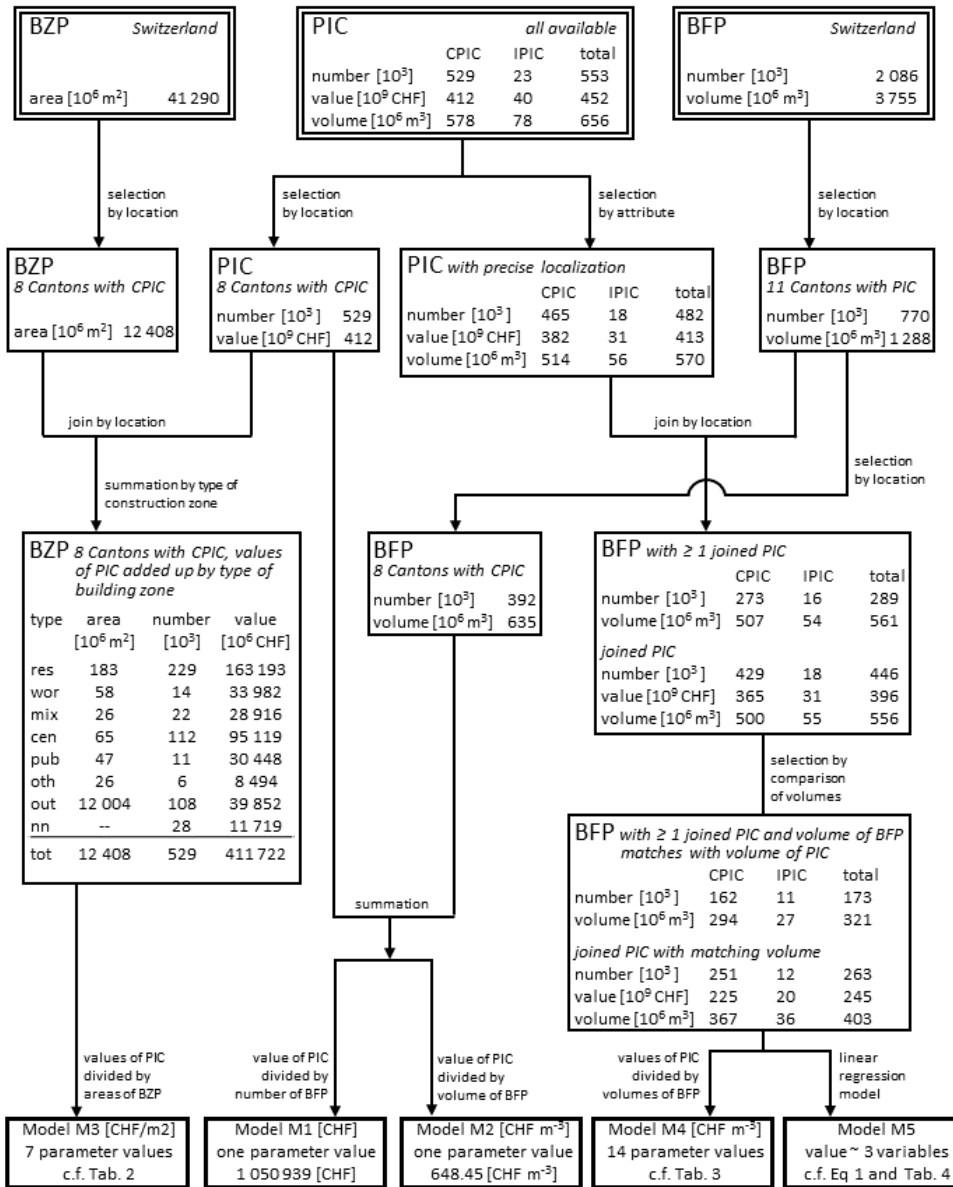 BZP Switzerland
area [10⁶ m²] 41 290
PIC all available
CPIC IPIC total
number [10³] 529 23 553
value [10⁹ CHF] 412 40 452
volume [10⁶ m³] 578 78 656
BFP Switzerland
number [10³] 2 086
volume [10⁶ m³] 3 755
selection
by location
selection
by location
selection
by attribute
selection
by location
BZP
8 Cantons with CPIC
area [10⁶ m²] 12 408
PIC
8 Cantons with CPIC
number [10³] 529
value [10⁹ CHF] 412
PIC with precise localization
CPIC IPIC total
number [10³] 465 18 482
value [10⁹ CHF] 382 31 413
volume [10⁶ m³] 514 56 570
BFP
11 Cantons with PIC
number [10³] 770
volume [10⁶ m³] 1 288
join by location
join by location
summation by type of
construction zone
selection
by location
BZP 8 Cantons with CPIC, values
of PIC added up by type of
building zone
type area number value
[10⁶ m²] [10³] [10⁶ CHF]
res 183 229 163 193
wor 58 14 33 982
mix 26 22 28 916
cen 65 112 95 119
pub 47 11 30 448
oth 26 6 8 494
out 12 004 108 39 852
nn -- 28 11 719
tot 12 408 529 411 722
BFP
8 Cantons with CPIC
number [10³] 392
volume [10⁶ m³] 635
BFP with ≥ 1 joined PIC
CPIC IPIC total
number [10³] 273 16 289
volume [10⁶ m³] 507 54 561
joined PIC
number [10³] 429 18 446
value [10⁹ CHF] 365 31 396
volume [10⁶ m³] 500 55 556
selection by
comparison
of volumes
BFP with ≥ 1 joined PIC and volume of BFP
matches with volume of PIC
CPIC IPIC total
number [10³] 162 11 173
volume [10⁶ m³] 294 27 321
joined PIC with matching volume
number [10³] 251 12 263
value [10⁹ CHF] 225 20 245
volume [10⁶ m³] 367 36 403
summation
values of PIC
divided by
areas of BZP
value of PIC
divided by
number of BFP
value of PIC
divided by
volume of BFP
values of PIC
divided by
volumes of BFP
linear
regression
model
Model M3 [CHF/m2]
7 parameter values
c.f. Tab. 2
Model M1 [CHF]
one parameter value
1 050 939 [CHF]
Model M2 [CHF m⁻³]
one parameter value
648.45 [CHF m⁻³]
Model M4 [CHF m⁻³]
14 parameter values
c.f. Tab. 3
Model M5
value ~ 3 variables
c.f. Eq 1 and Tab. 4